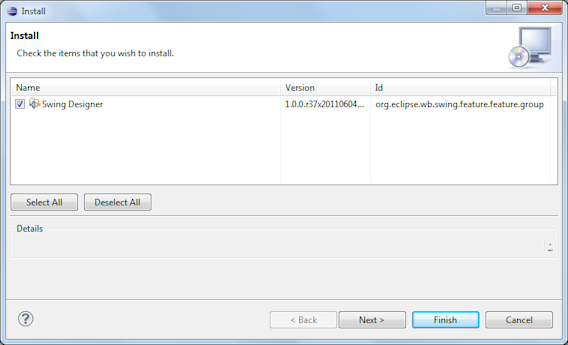 Install
Install
Check the items that you wish to install.
Name Version Id
Swing Designer 1.0.0.r37x20110604... org.eclipse.wb.swing.feature.feature.group
Select All Deselect All
Details
< Back Next > Finish Cancel